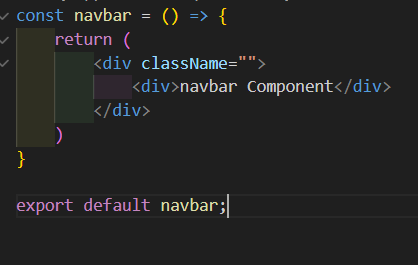 const navbar = () => {
    return (
        <div className="">
            <div>navbar Component</div>
        </div>
    )
}
export default navbar;